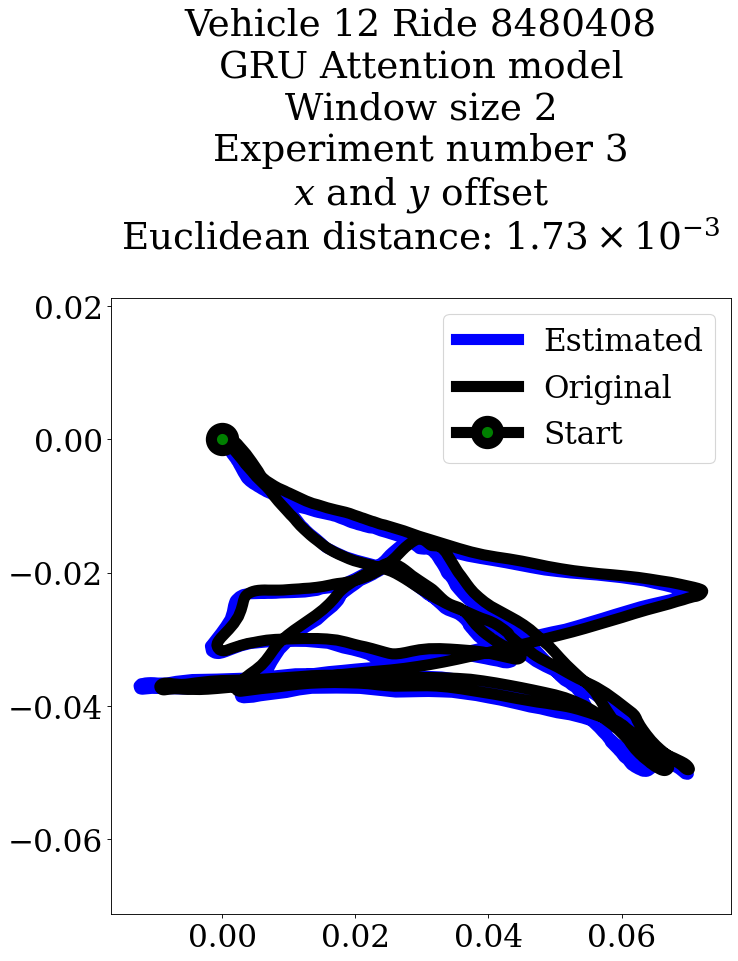 Vehicle 12 Ride 8480408
GRU Attention model
Window size 2
Experiment number 3
x and y offset
Euclidean distance: 1.73 × 10⁻³
0.02
0.00
−0.02
−0.04
−0.06
Estimated
Original
Start
0.00 0.02 0.04 0.06